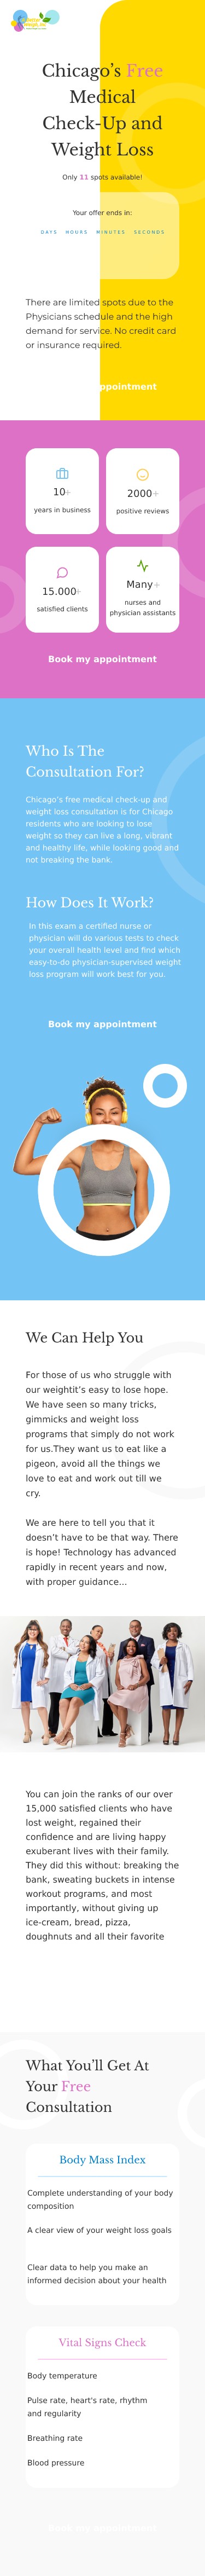 Chicago’s Free
Medical
Check-Up and
Weight Loss
Only 11 spots available!
Your offer ends in:
DAYS HOURS MINUTES SECONDS
There are limited spots due to the
Physicians schedule and the high
demand for service. No credit card
or insurance required.
ppointment
10+
years in business
2000+
positive reviews
15.000+
satisfied clients
Many+
nurses and
physician assistants
Book my appointment
Who Is The
Consultation For?
Chicago’s free medical check-up and
weight loss consultation is for Chicago
residents who are looking to lose
weight so they can live a long, vibrant
and healthy life, while looking good and
not breaking the bank.
How Does It Work?
In this exam a certified nurse or
physician will do various tests to check
your overall health level and find which
easy-to-do physician-supervised weight
loss program will work best for you.
Book my appointment
We Can Help You
For those of us who struggle with
our weightit’s easy to lose hope.
We have seen so many tricks,
gimmicks and weight loss
programs that simply do not work
for us.They want us to eat like a
pigeon, avoid all the things we
love to eat and work out till we
cry.
We are here to tell you that it
doesn’t have to be that way. There
is hope! Technology has advanced
rapidly in recent years and now,
with proper guidance...
You can join the ranks of our over
15,000 satisfied clients who have
lost weight, regained their
confidence and are living happy
exuberant lives with their family.
They did this without: breaking the
bank, sweating buckets in intense
workout programs, and most
importantly, without giving up
ice-cream, bread, pizza,
doughnuts and all their favorite
What You’ll Get At
Your Free
Consultation
Body Mass Index
Complete understanding of your body
composition
A clear view of your weight loss goals
Clear data to help you make an
informed decision about your health
Vital Signs Check
Body temperature
Pulse rate, heart's rate, rhythm
and regularity
Breathing rate
Blood pressure